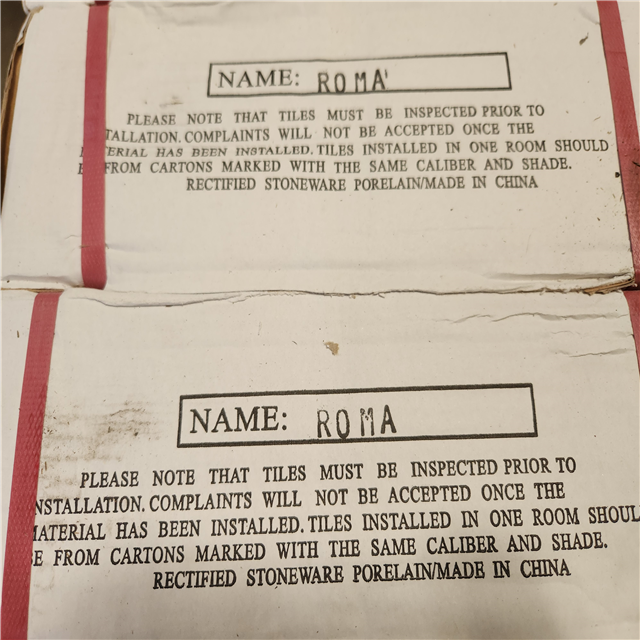 NAME: ROMA
PLEASE NOTE THAT TILES MUST BE INSPECTED PRIOR TO
TALLATION. COMPLAINTS WILL NOT BE ACCEPTED ONCE THE
ERIAL HAS BEEN INSTALLED. TILES INSTALLED IN ONE ROOM SHOULD
BE FROM CARTONS MARKED WITH THE SAME CALIBER AND SHADE.
RECTIFIED STONEWARE PORELAIN/MADE IN CHINA
NAME: ROMA
PLEASE NOTE THAT TILES MUST BE INSPECTED PRIOR TO
NSTALLATION. COMPLAINTS WILL NOT BE ACCEPTED ONCE THE
MATERIAL HAS BEEN INSTALLED. TILES INSTALLED IN ONE ROOM SHOUL
BE FROM CARTONS MARKED WITH THE SAME CALIBER AND SHADE.
RECTIFIED STONEWARE PORELAIN/MADE IN CHINA